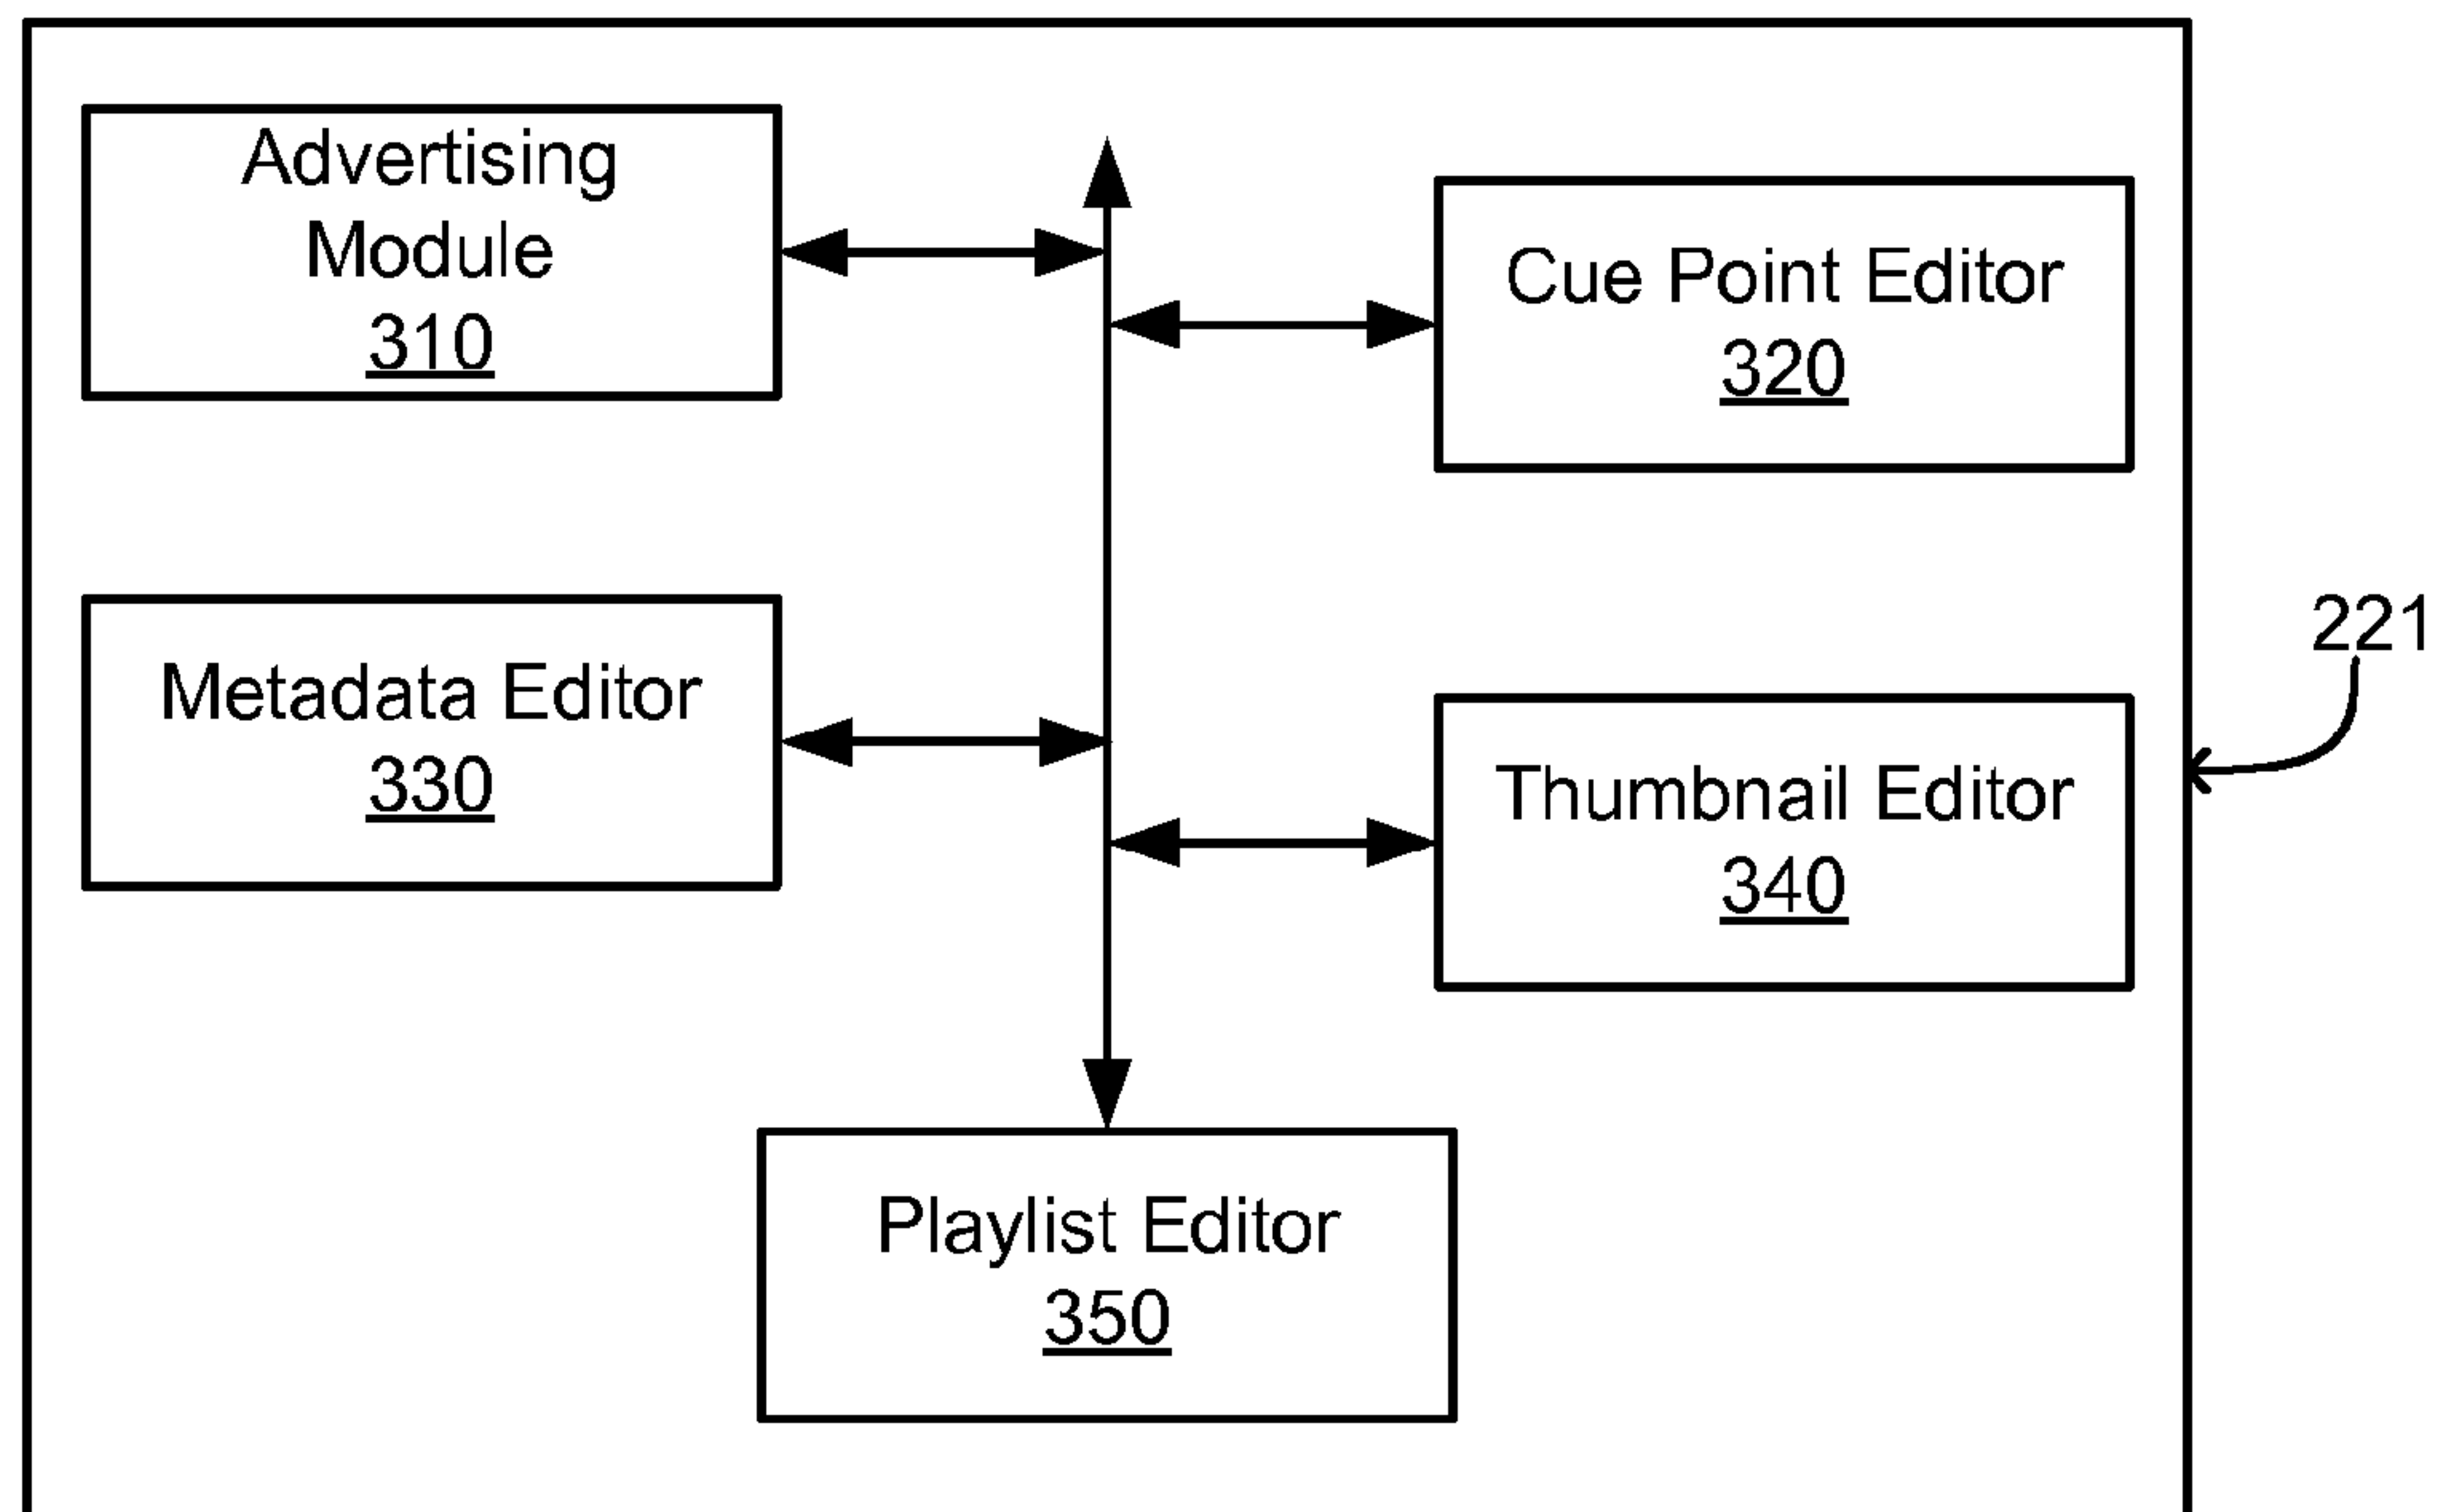 Advertising
Module
310
Cue Point Editor
320
Metadata Editor
330
221
Thumbnail Editor
340
Playlist Editor
350